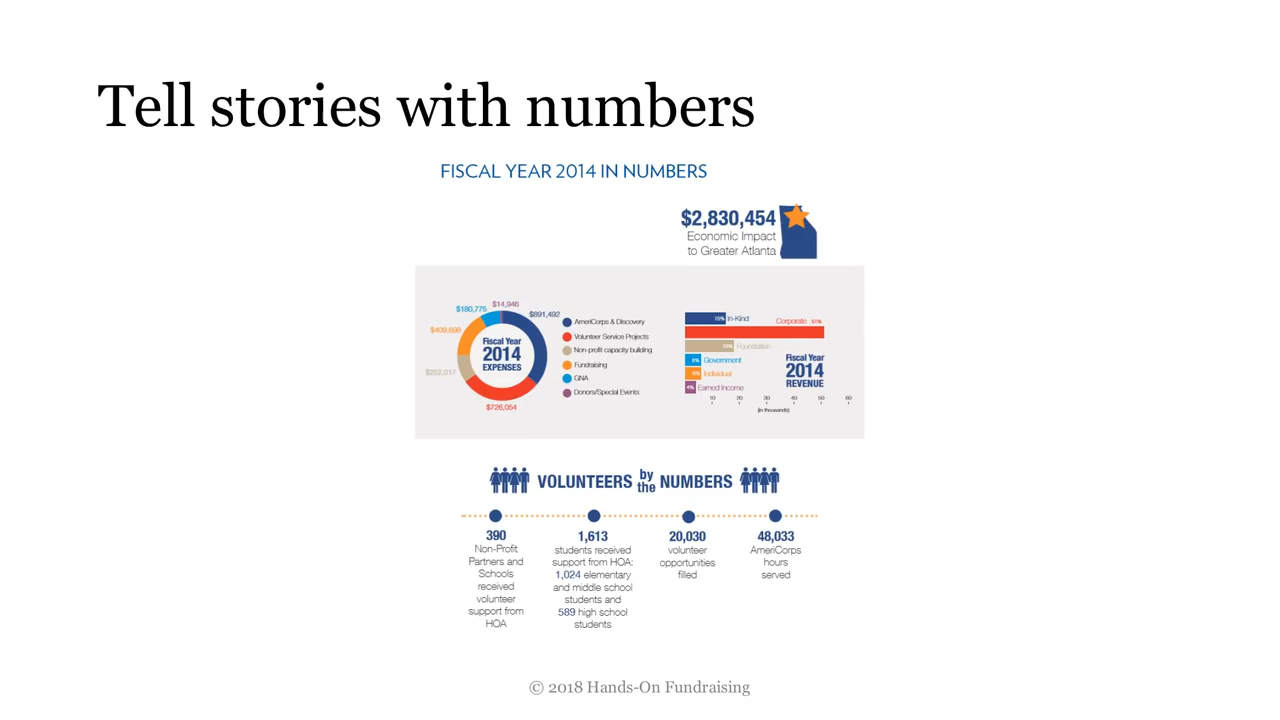 Tell stories with numbers
FISCAL YEAR 2014 IN NUMBERS
$2,830,454
Economic Impact
to Greater Atlanta
$14,946
$180,775
$891,492
$409,698
$252,017
$726,054
Fiscal Year
2014
EXPENSES
AmeriCorps & Discovery
Volunteer Service Projects
Non-profit capacity building
Fundraising
GNA
Donors/Special Events
15% In-Kind
Corporate 51%
Foundation
6% Government
6% Individual
4% Earned Income
Fiscal Year
2014
REVENUE
10 20 30 40 50 60
(in thousands)
VOLUNTEERS by the NUMBERS
390
Non-Profit
Partners and
Schools
received
volunteer
support from
HOA
1,613
students received
support from HOA:
1,024 elementary
and middle school
students and
589 high school
students
20,030
volunteer
opportunities
filled
48,033
AmeriCorps
hours
served
© 2018 Hands-On Fundraising